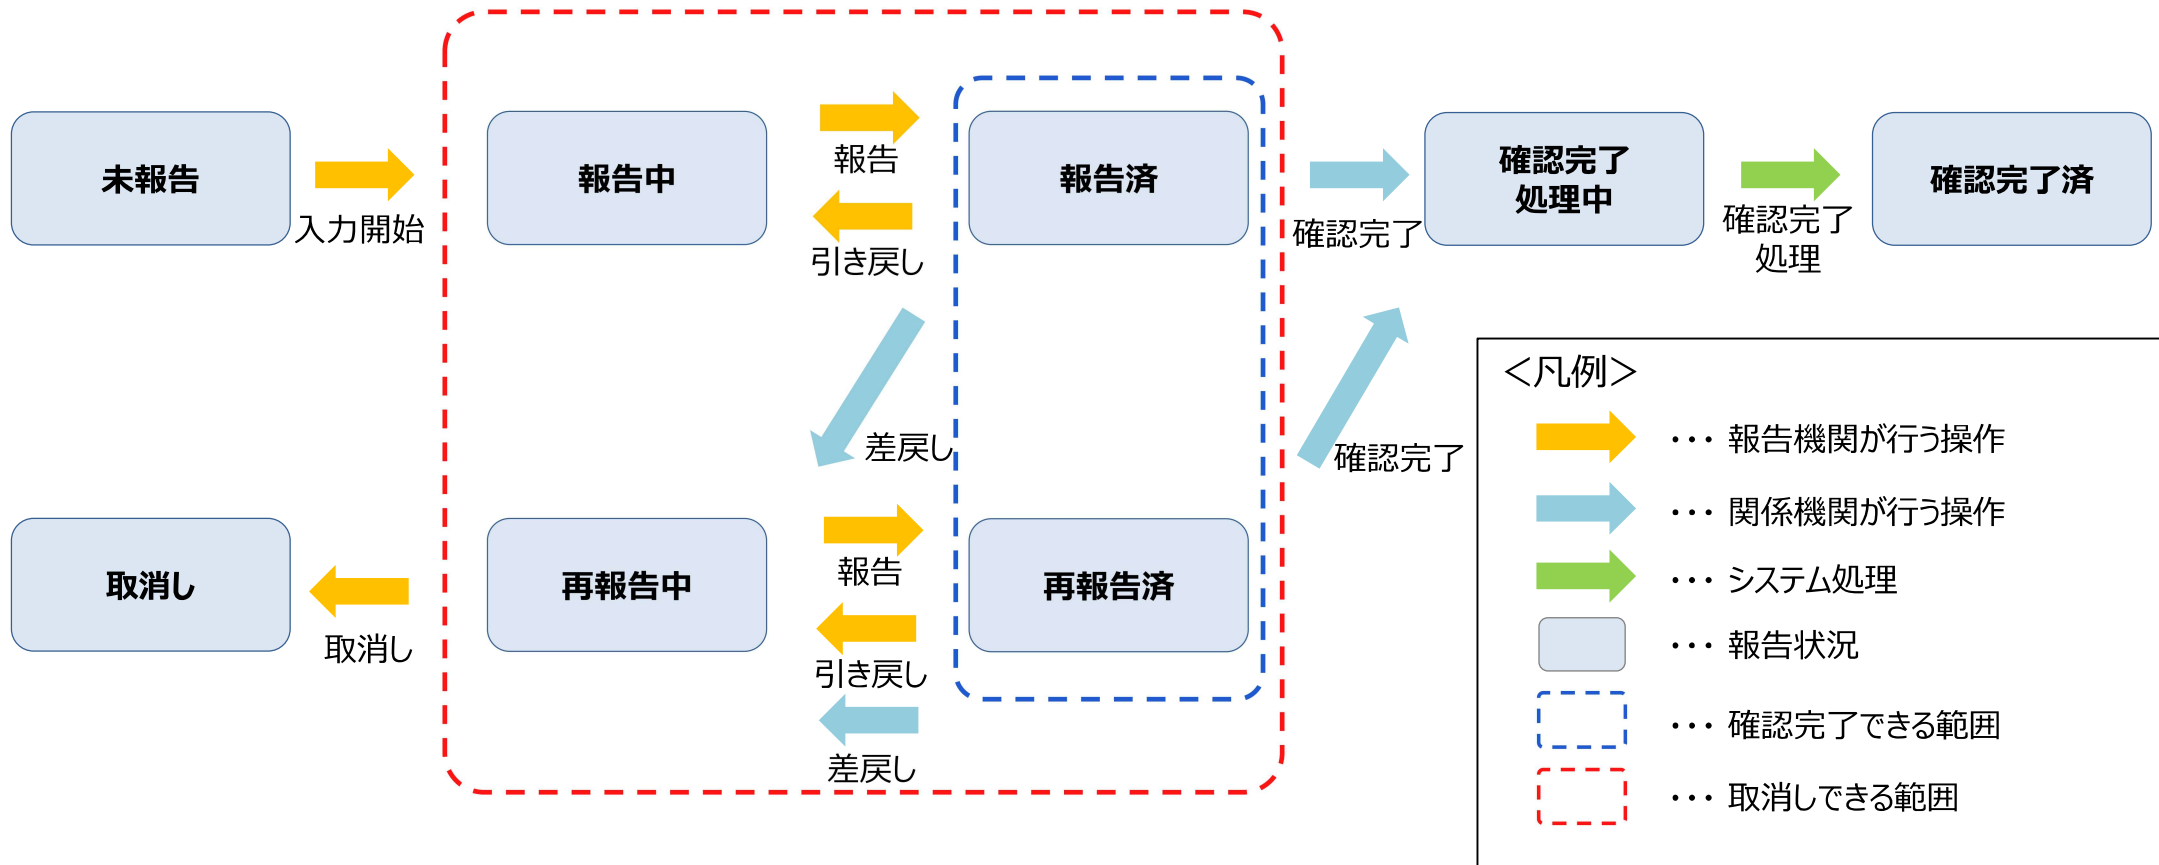 未報告
入力開始
報告中
報告
引き戻し
報告済
確認完了
確認完了
処理中
確認完了
処理
確認完了済
差戻し
確認完了
取消し
取消し
再報告中
報告
引き戻し
差戻し
再報告済
＜凡例＞
・・・ 報告機関が行う操作
・・・ 関係機関が行う操作
・・・ システム処理
・・・ 報告状況
・・・ 確認完了できる範囲
・・・ 取消しできる範囲